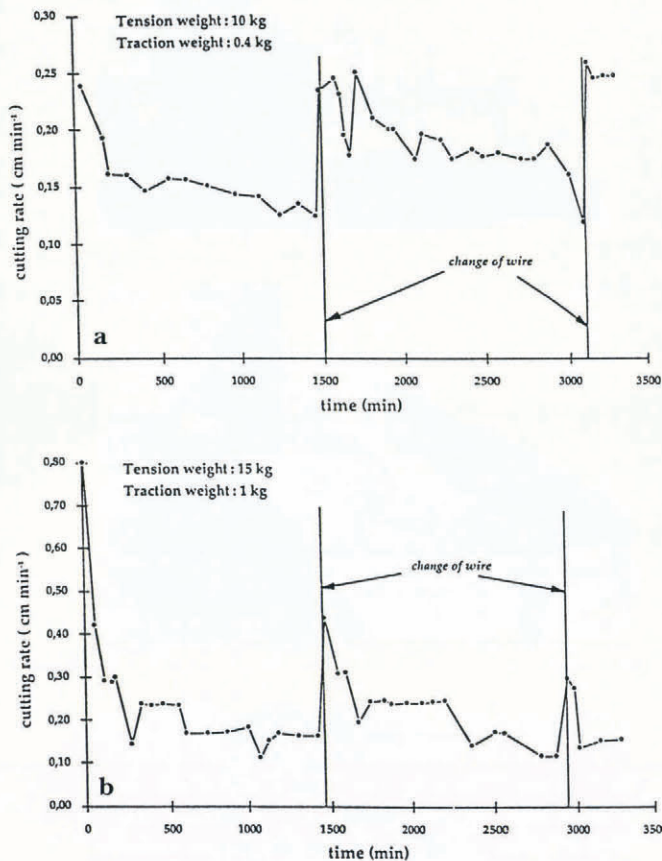 0,30
Tension weight : 10 kg
Traction weight : 0.4 kg
0,25
0,20
0,15
0,10
0,05
0,00
cutting rate ( cm min⁻¹ )
change of wire
a
0
500
1000
1500
2000
2500
3000
3500
time (min)
0,80
Tension weight : 15 kg
Traction weight : 1 kg
0,70
0,60
0,50
0,40
0,30
0,20
0,10
0,00
cutting rate ( cm min⁻¹ )
change of wire
b
0
500
1000
1500
2000
2500
3000
3500
time (min)